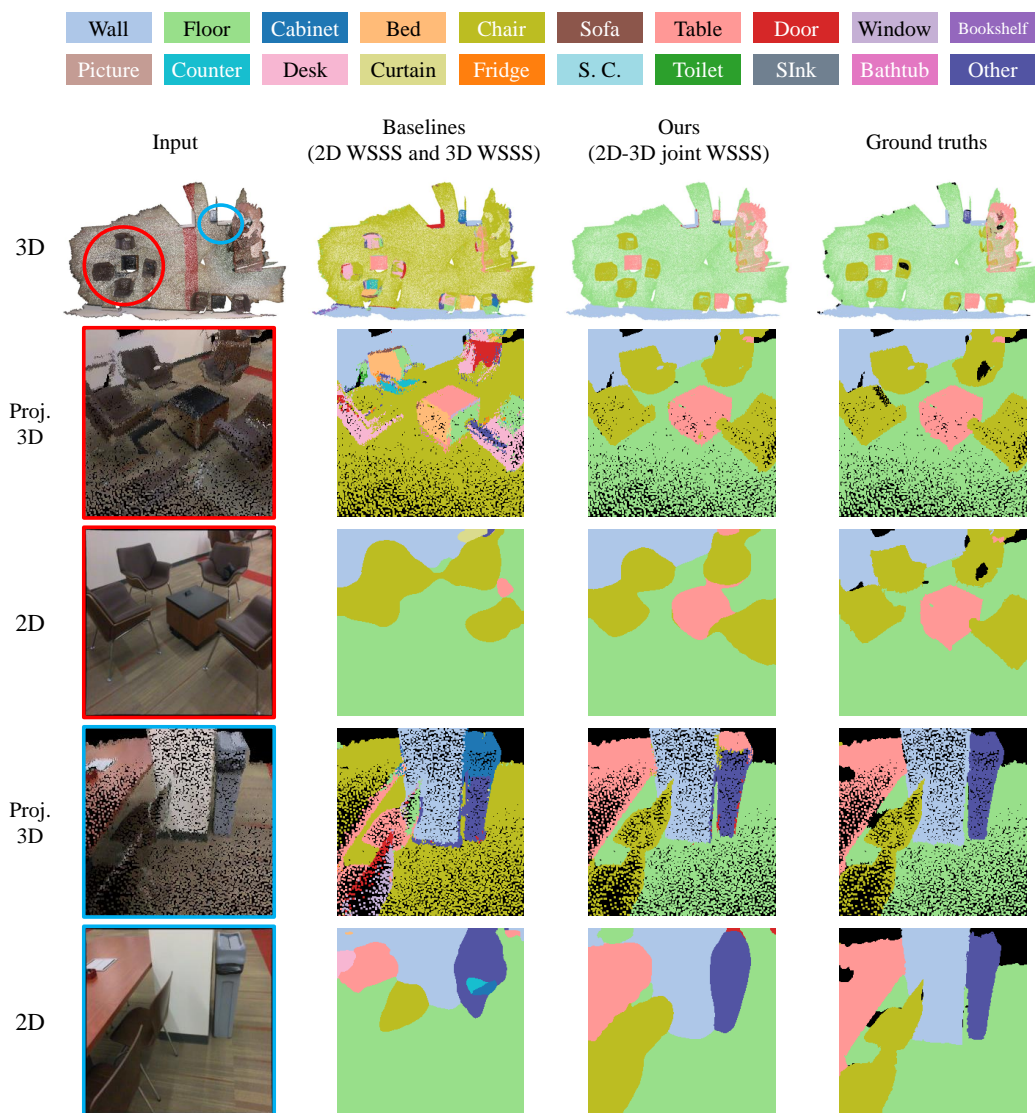 Wall Floor Cabinet Bed Chair Sofa Table Door Window Bookshelf
Picture Counter Desk Curtain Fridge S. C. Toilet SInk Bathtub Other
Input
Baselines
(2D WSSS and 3D WSSS)
Ours
(2D-3D joint WSSS)
Ground truths
3D
Proj.
3D
2D
Proj.
3D
2D